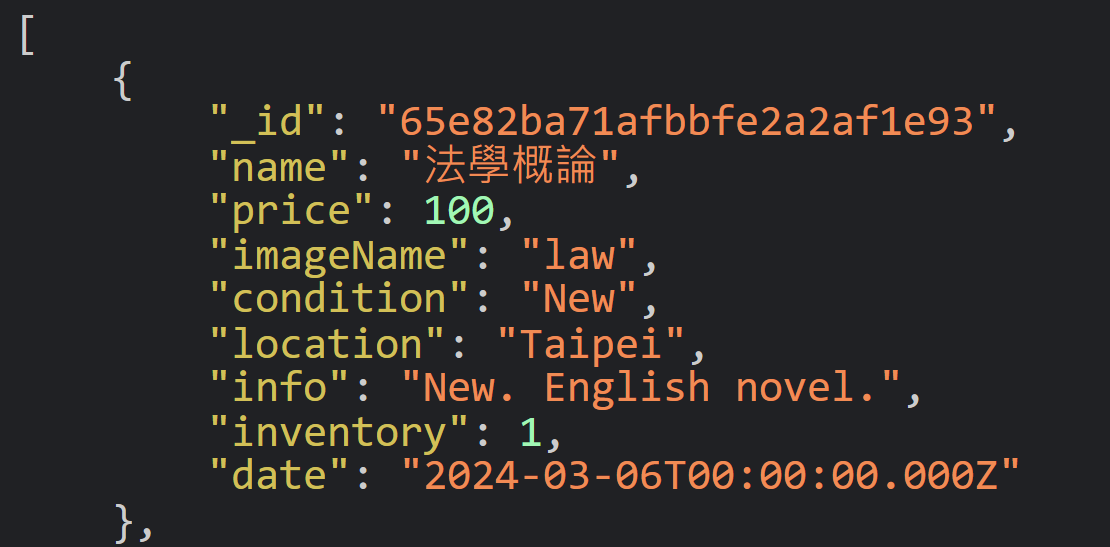 [
{
"_id": "65e82ba71afbbfe2a2af1e93",
"name": "法學概論",
"price": 100,
"imageName": "law",
"condition": "New",
"location": "Taipei",
"info": "New. English novel.",
"inventory": 1,
"date": "2024-03-06T00:00:00.000Z"
},